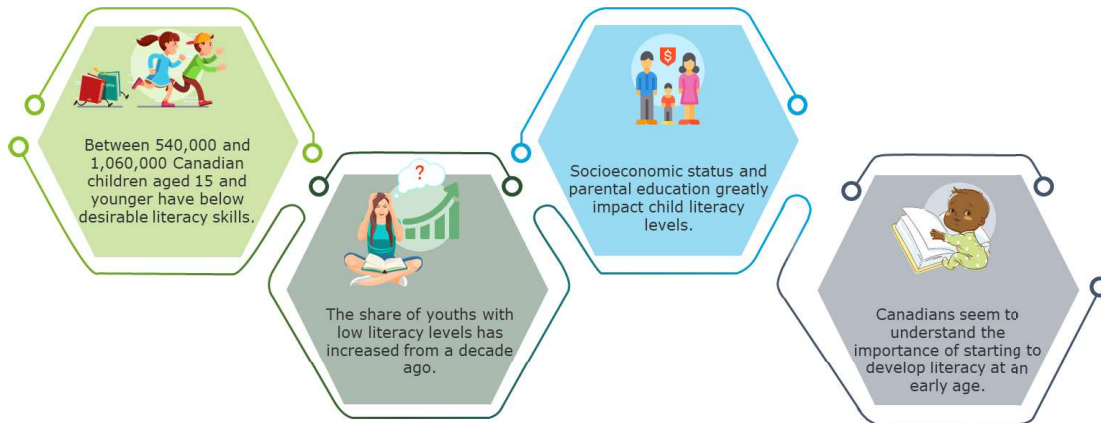 Between 540,000 and
1,060,000 Canadian
children aged 15 and
younger have below
desirable literacy skills.
?
The share of youths with
low literacy levels has
increased from a decade
ago.
$
Socioeconomic status and
parental education greatly
impact child literacy
levels.
Canadians seem to
understand the
importance of starting to
develop literacy at an
early age.